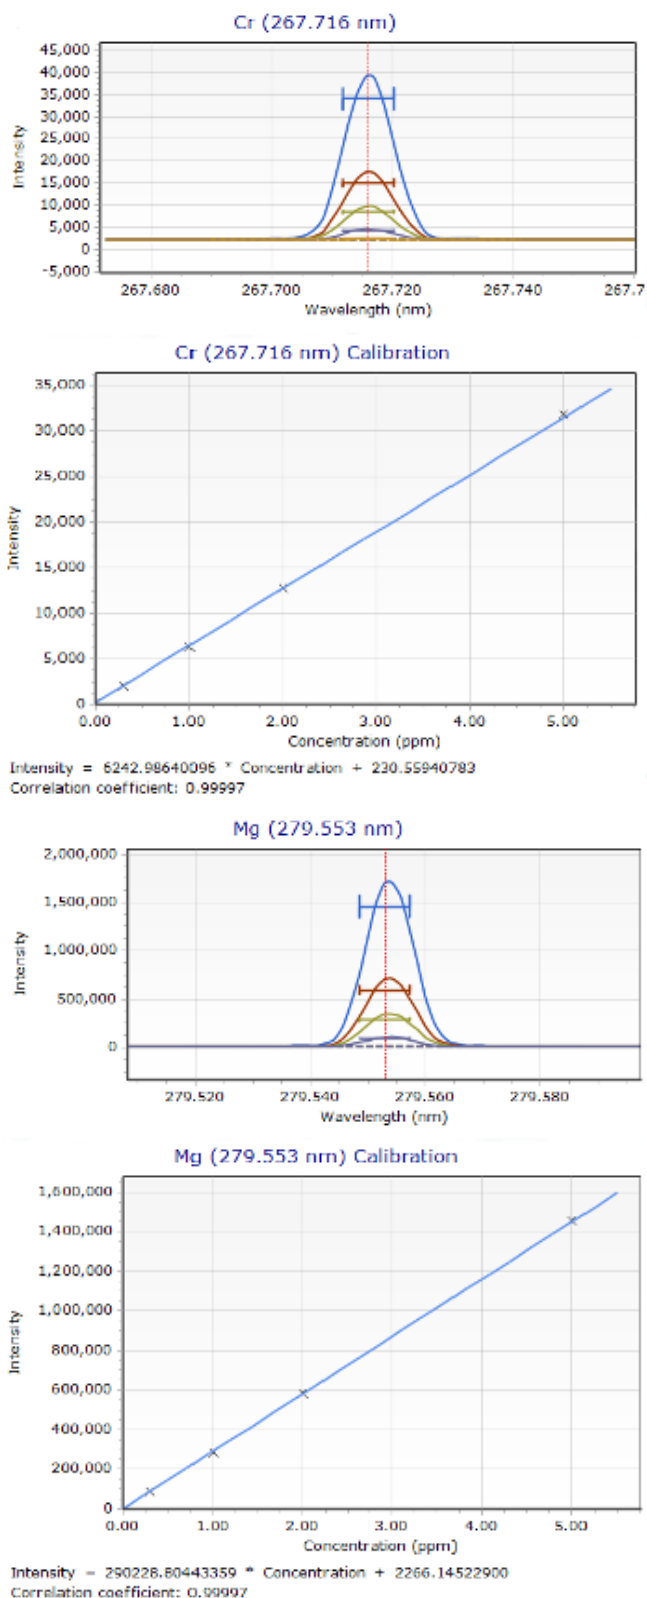 Cr (267.716 nm)
45,000
40,000
35,000
30,000
25,000
20,000
15,000
10,000
5,000
0
-5,000
Intensity
267.680 267.700 267.720 267.740 267.7
Wavelength (nm)
Cr (267.716 nm) Calibration
35,000
30,000
25,000
20,000
15,000
10,000
5,000
0
Intensity
0.00 1.00 2.00 3.00 4.00 5.00
Concentration (ppm)
Intensity = 6242.98640096 * Concentration + 230.55940783
Correlation coefficient: 0.99997
Mg (279.553 nm)
2,000,000
1,500,000
1,000,000
500,000
0
Intensity
279.520 279.540 279.560 279.580
Wavelength (nm)
Mg (279.553 nm) Calibration
1,600,000
1,400,000
1,200,000
1,000,000
800,000
600,000
400,000
200,000
0
Intensity
0.00 1.00 2.00 3.00 4.00 5.00
Concentration (ppm)
Intensity = 290228.80443359 * Concentration + 2266.14522900
Correlation coefficient: 0.99997